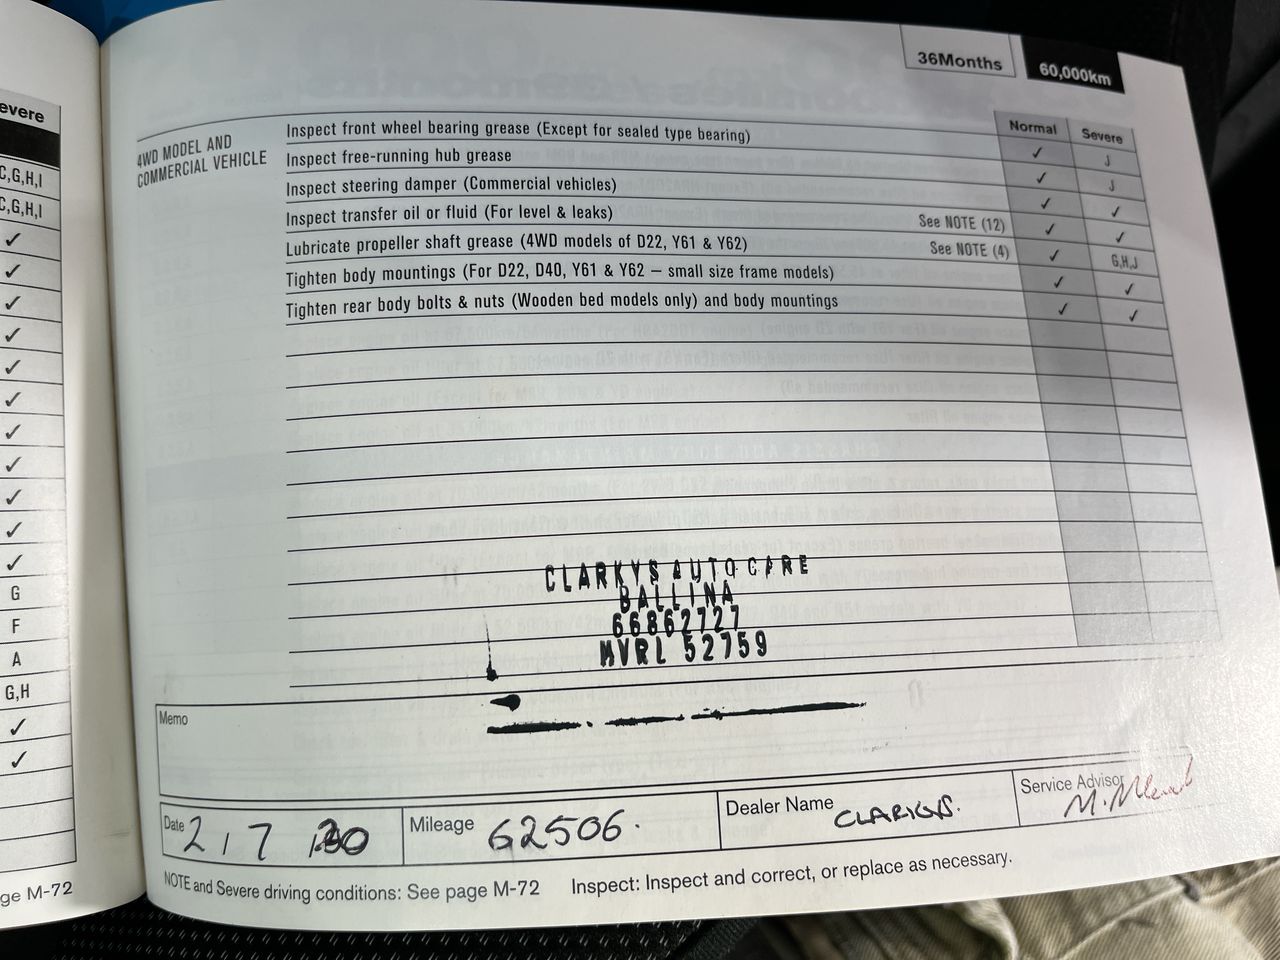 evere
C,G,H,I
C,G,H,I
✓
✓
✓
✓
✓
✓
✓
✓
✓
✓
✓
G
F
A
G,H
✓
✓
ge M-72
36Months
60,000km
Normal
Severe
4WD MODEL AND
COMMERCIAL VEHICLE
Inspect front wheel bearing grease (Except for sealed type bearing) ✓ J
Inspect free-running hub grease ✓ J
Inspect steering damper (Commercial vehicles) ✓ ✓
Inspect transfer oil or fluid (For level & leaks) See NOTE (12) ✓ ✓
Lubricate propeller shaft grease (4WD models of D22, Y61 & Y62) See NOTE (4) ✓ G,H,J
Tighten body mountings (For D22, D40, Y61 & Y62 – small size frame models) ✓ ✓
Tighten rear body bolts & nuts (Wooden bed models only) and body mountings ✓ ✓
CLARKYS AUTO CARE
BALLINA
66862727
MVRL 52759
Memo
Date 2 / 7 20
Mileage 62506.
Dealer Name CLARKYS.
Service Advisor
NOTE and Severe driving conditions: See page M-72 Inspect: Inspect and correct, or replace as necessary.